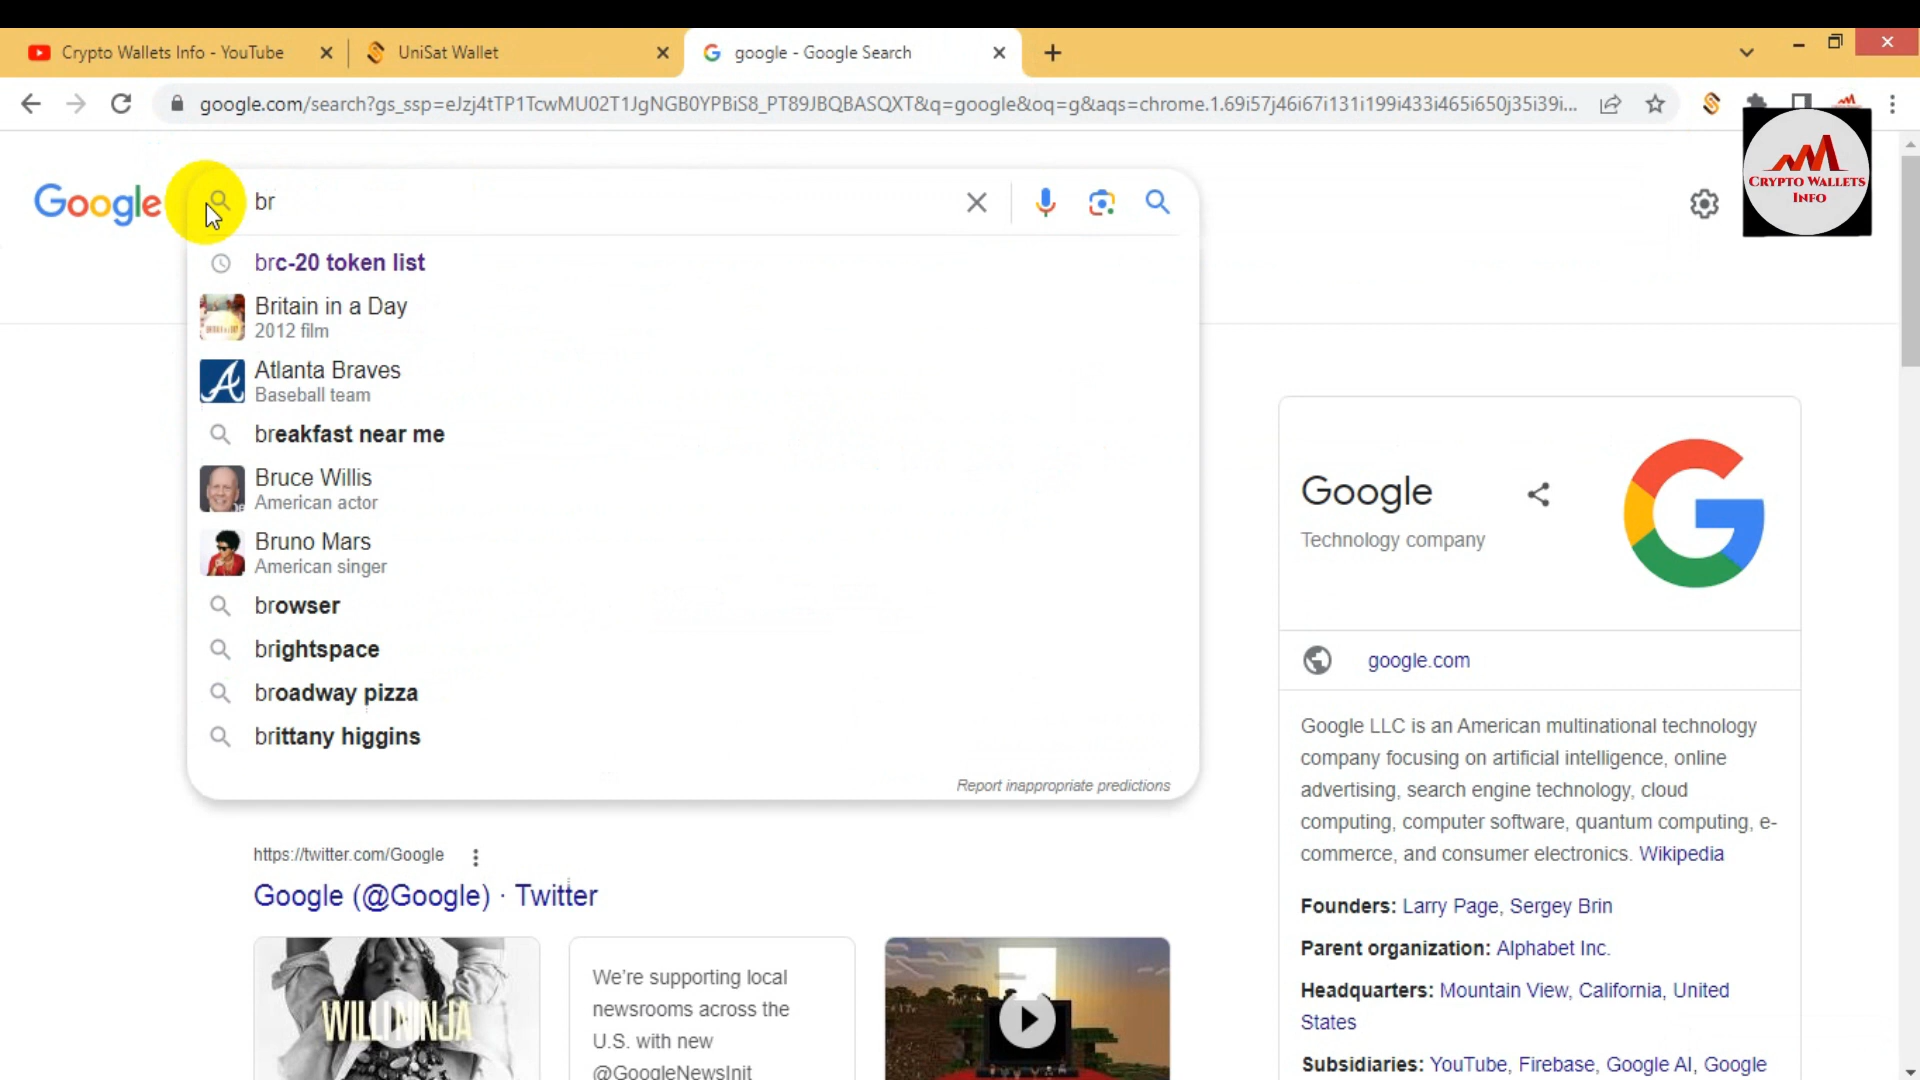 Crypto Wallets Info - YouTube
UniSat Wallet
google - Google Search
google.com/search?gs_ssp=eJzj4tTP1TcwMU02T1JgNGB0YPBiS8_PT89JBQBASQXT&q=google&oq=g&aqs=chrome.1.69i57j46i67i131i199i433i465i650j35i39i...
CRYPTO WALLETS
INFO
Google
br
brc-20 token list
Britain in a Day
2012 film
Atlanta Braves
Baseball team
breakfast near me
Bruce Willis
American actor
Bruno Mars
American singer
browser
brightspace
broadway pizza
brittany higgins
Report inappropriate predictions
https://twitter.com/Google
Google (@Google) · Twitter
WILLI NINJA
We're supporting local
newsrooms across the
U.S. with new
@GoogleNewsInit
Google
Technology company
google.com
Google LLC is an American multinational technology
company focusing on artificial intelligence, online
advertising, search engine technology, cloud
computing, computer software, quantum computing, e-
commerce, and consumer electronics. Wikipedia
Founders: Larry Page, Sergey Brin
Parent organization: Alphabet Inc.
Headquarters: Mountain View, California, United
States
Subsidiaries: YouTube, Firebase, Google AI, Google